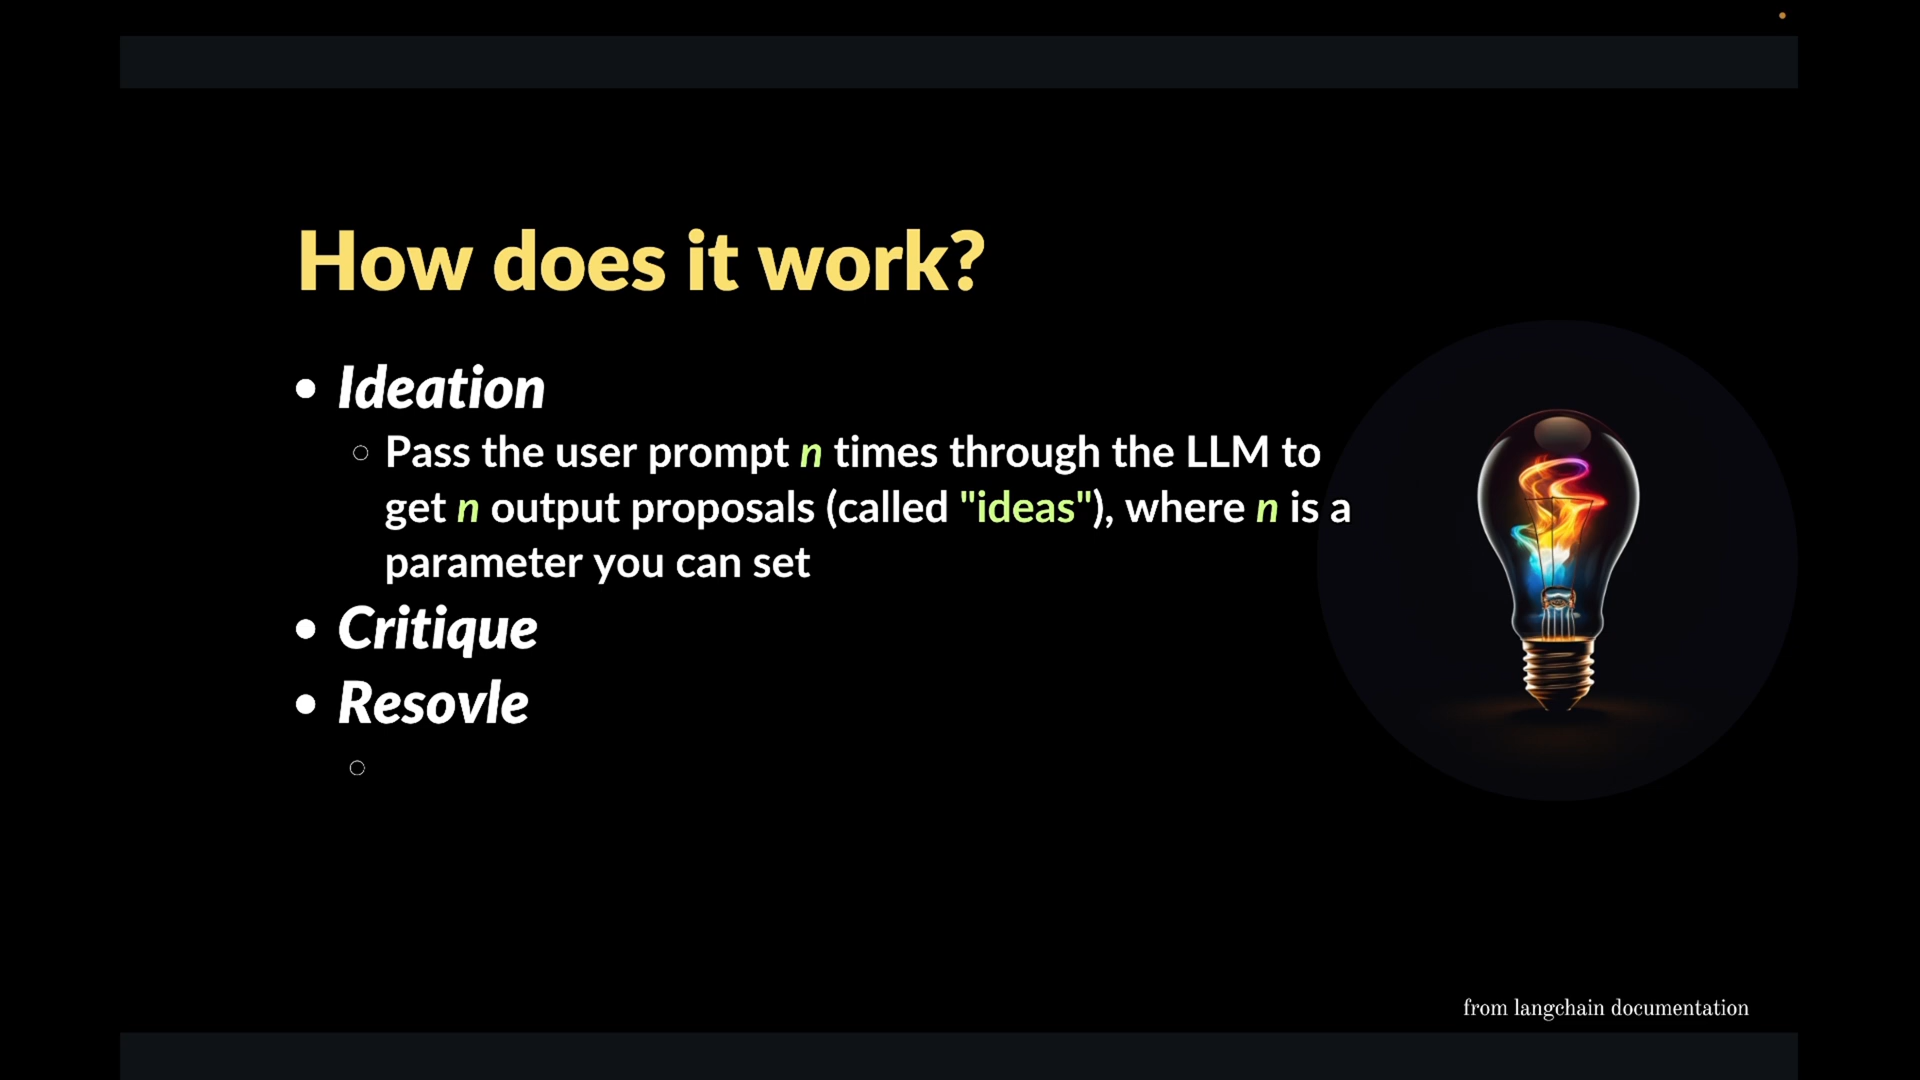 How does it work?
• Ideation
○ Pass the user prompt n times through the LLM to
get n output proposals (called "ideas"), where n is a
parameter you can set
• Critique
• Resovle
○
from langchain documentation